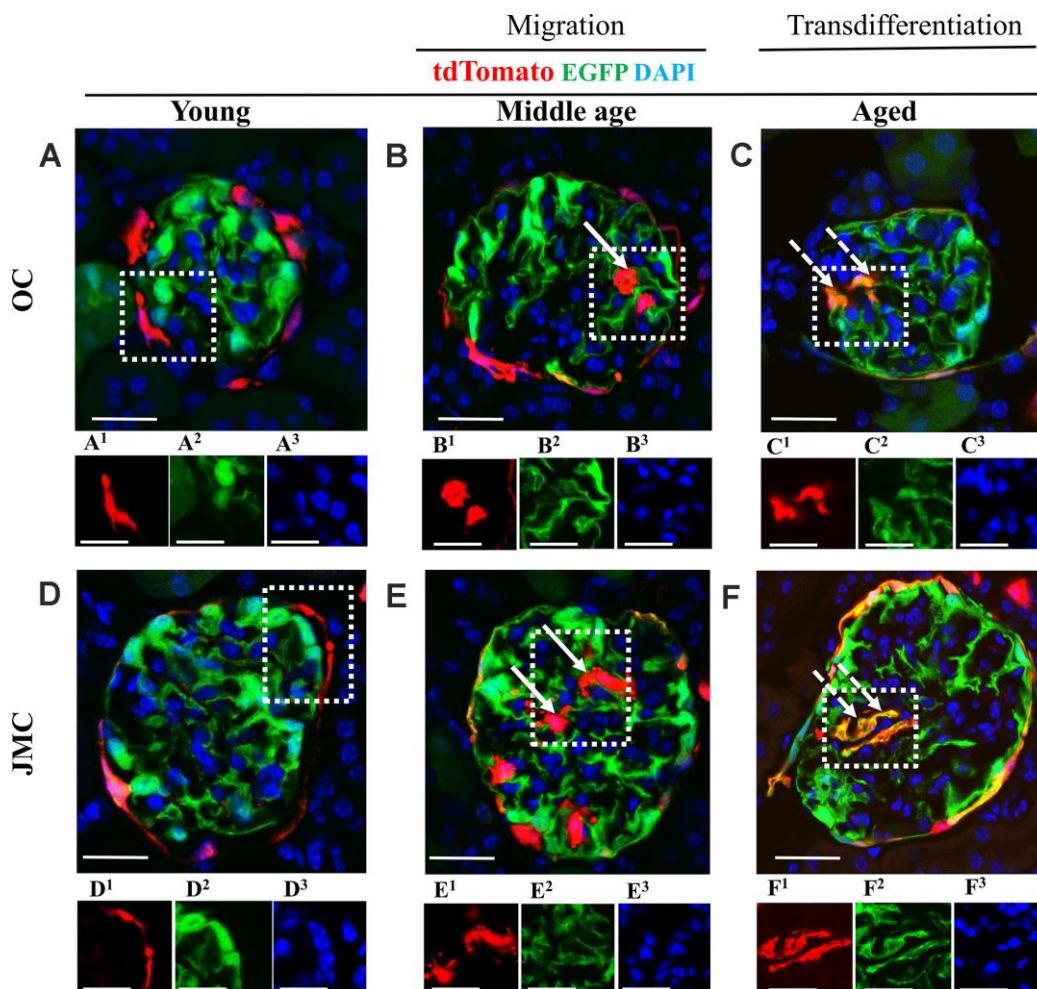 Migration Transdifferentiation
tdTomato EGFP DAPI
Young Middle age Aged
A B C
OC
A¹ A² A³ B¹ B² B³ C¹ C² C³
D E F
JMC
D¹ D² D³ E¹ E² E³ F¹ F² F³